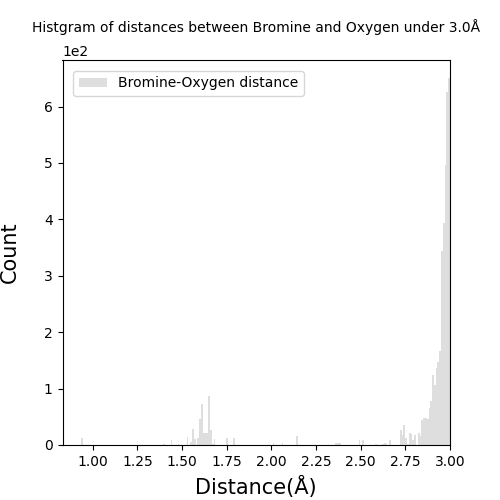 Histgram of distances between Bromine and Oxygen under 3.0Å
1e2
Bromine-Oxygen distance
6
5
4
3
2
1
0
Count
1.00 1.25 1.50 1.75 2.00 2.25 2.50 2.75 3.00
Distance(Å)